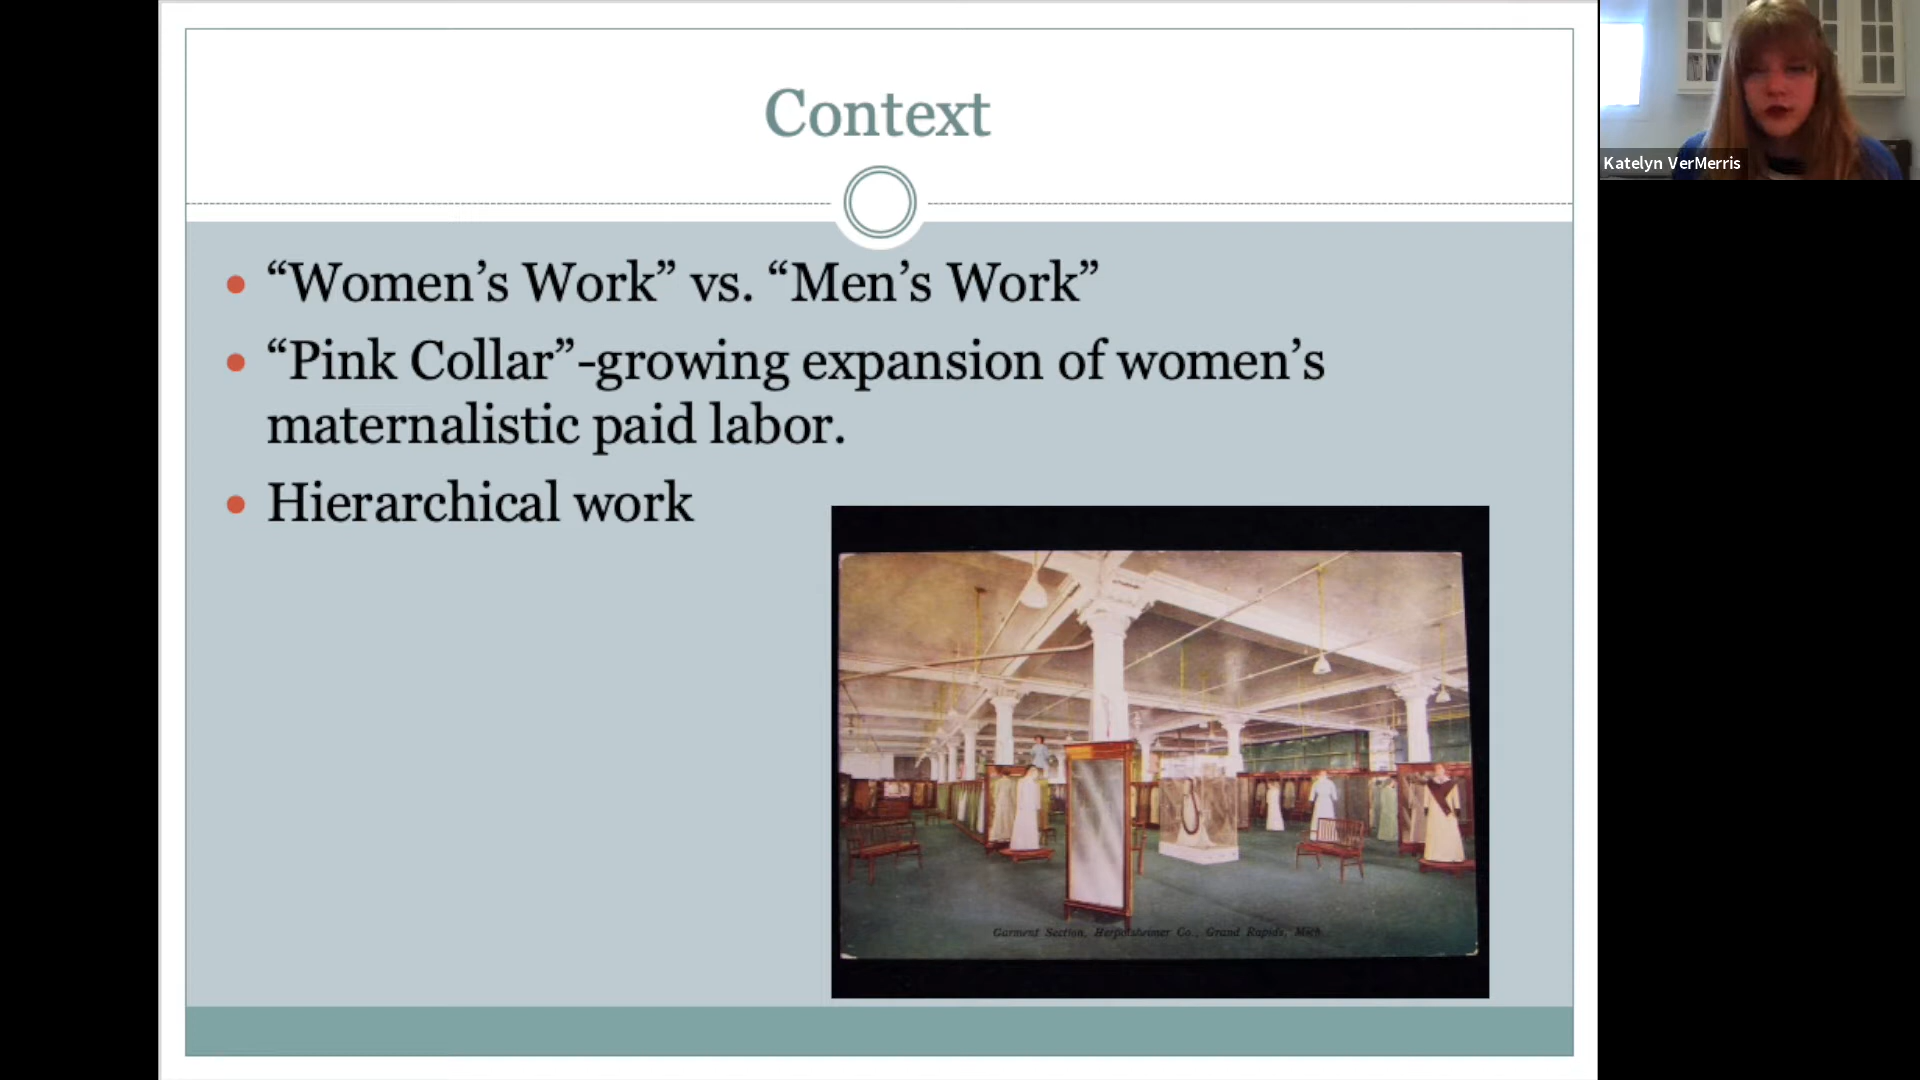 Context
“Women’s Work” vs. “Men’s Work”
“Pink Collar”-growing expansion of women’s
maternalistic paid labor.
Hierarchical work
Garment Section, Herpolsheimer Co., Grand Rapids, Mich.
Katelyn VerMerris